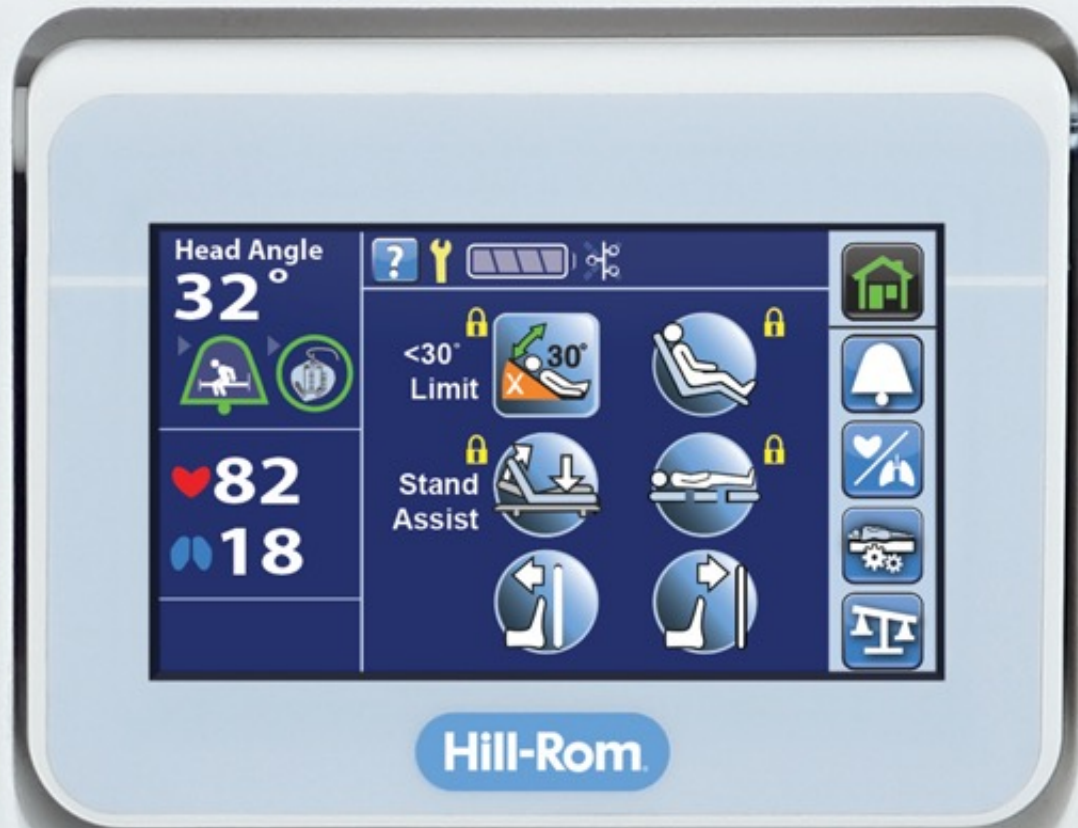 Head Angle
32°
?
<30°
Limit
30°
X
82
Stand
Assist
18
Hill-Rom